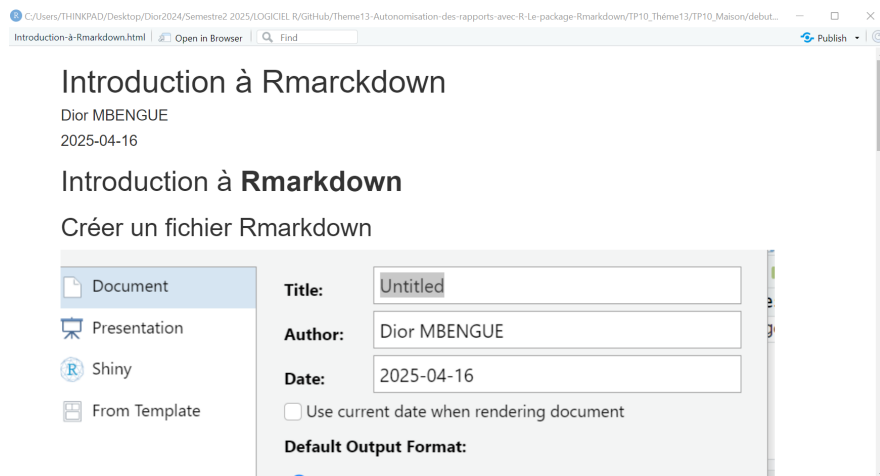 C:/Users/THINKPAD/Desktop/Dior2024/Semestre2 2025/LOGICIEL R/GitHub/Theme13-Autonomisation-des-rapports-avec-R-Le-package-Rmarkdown/TP10_Théme13/TP10_Maison/debut...
Introduction-à-Rmarkdown.html Open in Browser Find Publish
Introduction à Rmarckdown
Dior MBENGUE
2025-04-16
Introduction à Rmarkdown
Créer un fichier Rmarkdown
Document
Title: Untitled
Presentation
Author: Dior MBENGUE
Shiny
Date: 2025-04-16
From Template
Use current date when rendering document
Default Output Format: